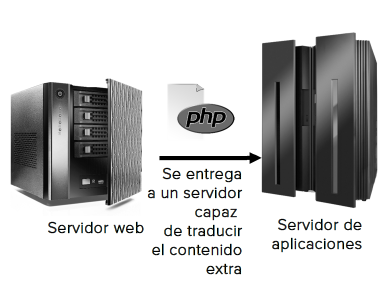 php
Se entrega
a un servidor
capaz
de traducir
el contenido
extra
Servidor web
Servidor de
aplicaciones